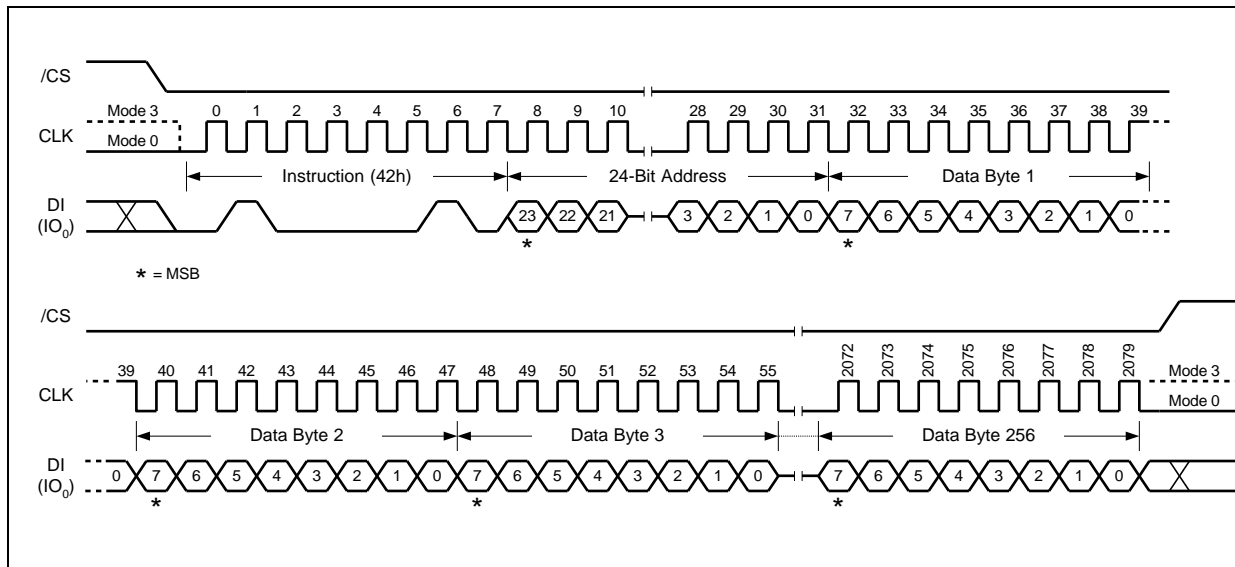 /CS
Mode 3
0 1 2 3 4 5 6 7 8 9 10 28 29 30 31 32 33 34 35 36 37 38 39
CLK
Mode 0
Instruction (42h) 24-Bit Address Data Byte 1
DI
(IO0)
23 22 21 3 2 1 0 7 6 5 4 3 2 1 0
* *
* = MSB
/CS
39 40 41 42 43 44 45 46 47 48 49 50 51 52 53 54 55 2072 2073 2074 2075 2076 2077 2078 2079
Mode 3
CLK
Mode 0
Data Byte 2 Data Byte 3 Data Byte 256
DI
(IO0)
0 7 6 5 4 3 2 1 0 7 6 5 4 3 2 1 0 7 6 5 4 3 2 1 0
* * *